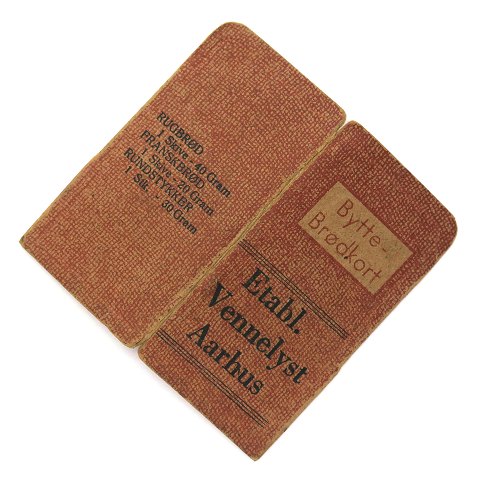 RUGBRØD
1 Skive - 40 Gram
FRANSKBRØD
1 Skive - 20 Gram
RUNDSTYKKER
1 Stk. - 30 Gram
Bytte-
Brødkort
Etabl.
Vennelyst
Aarhus